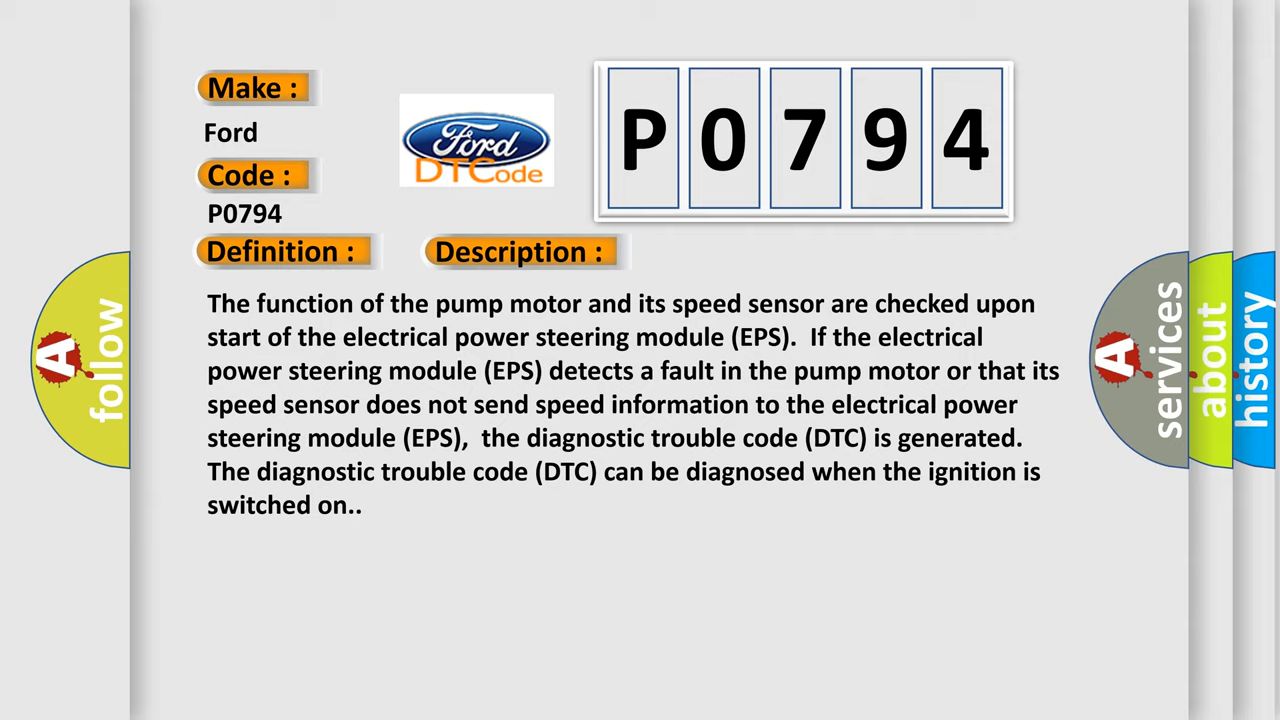 Make :
Ford
Code :
P0794
Definition :
Description :
Ford
DTCode
P0794
The function of the pump motor and its speed sensor are checked upon
start of the electrical power steering module (EPS).  If the electrical
power steering module (EPS) detects a fault in the pump motor or that its
speed sensor does not send speed information to the electrical power
steering module (EPS),  the diagnostic trouble code (DTC) is generated.
The diagnostic trouble code (DTC) can be diagnosed when the ignition is
switched on..
A
follow
A
services
about
history